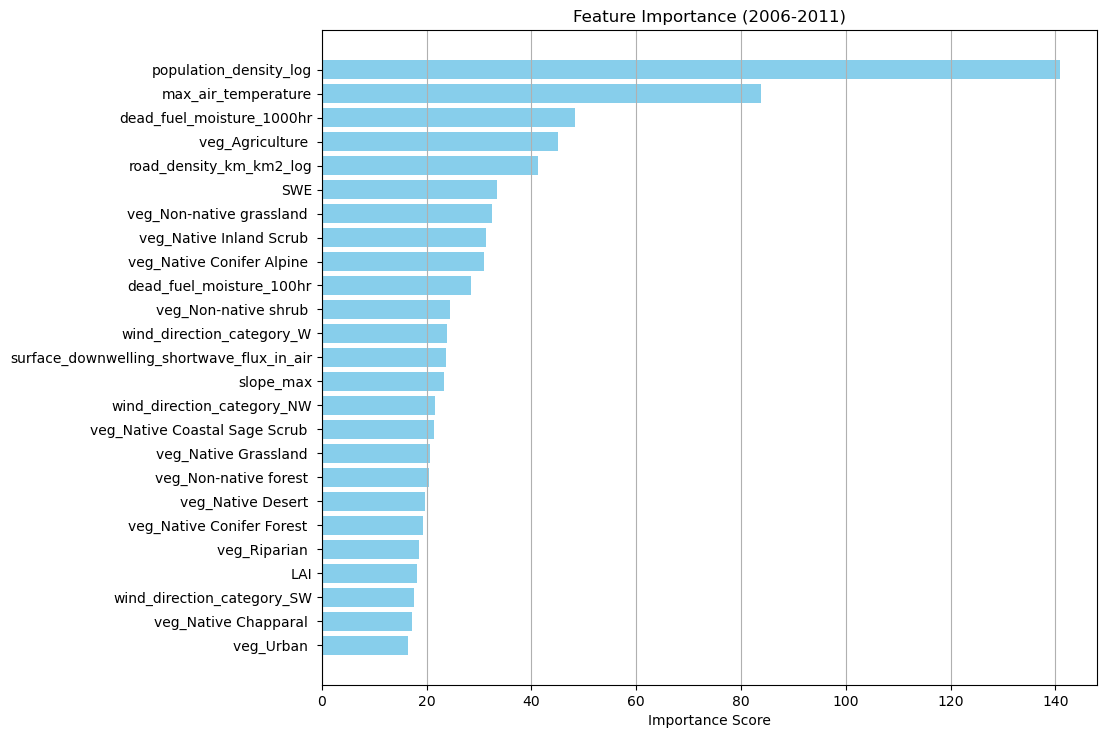 Feature Importance (2006-2011)
population_density_log
max_air_temperature
dead_fuel_moisture_1000hr
veg_Agriculture
road_density_km_km2_log
SWE
veg_Non-native grassland
veg_Native Inland Scrub
veg_Native Conifer Alpine
dead_fuel_moisture_100hr
veg_Non-native shrub
wind_direction_category_W
surface_downwelling_shortwave_flux_in_air
slope_max
wind_direction_category_NW
veg_Native Coastal Sage Scrub
veg_Native Grassland
veg_Non-native forest
veg_Native Desert
veg_Native Conifer Forest
veg_Riparian
LAI
wind_direction_category_SW
veg_Native Chapparal
veg_Urban
0 20 40 60 80 100 120 140
Importance Score